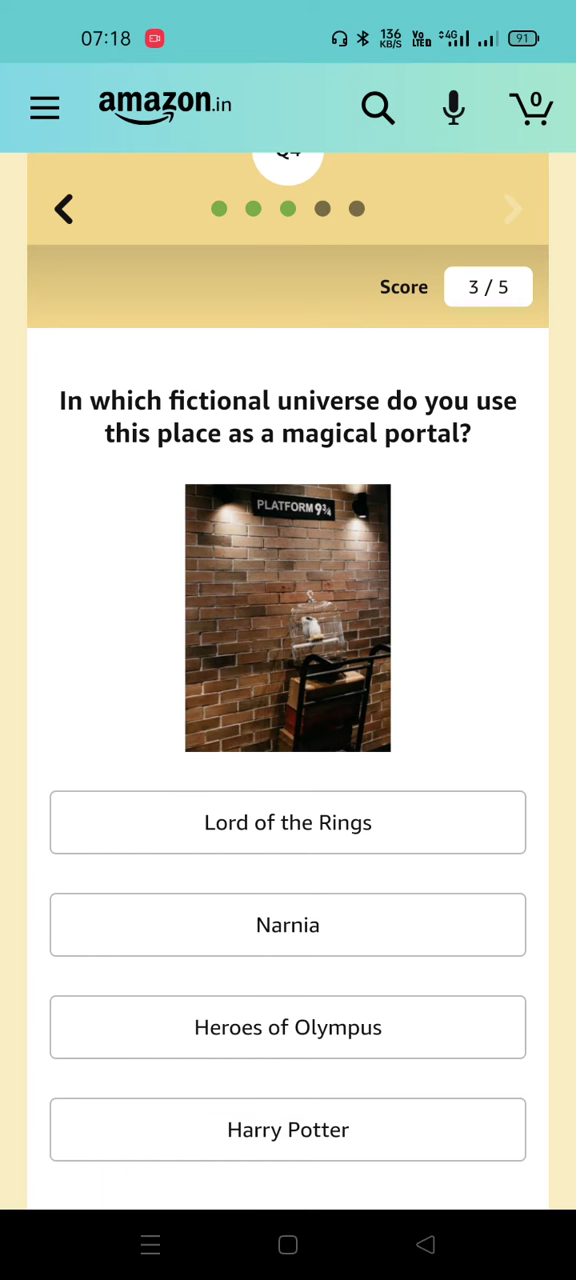 07:18
136
KB/S
Vo
LTED
4G
91
amazon.in
0
Q4
Score
3 / 5
In which fictional universe do you use
this place as a magical portal?
PLATFORM 9¾
Lord of the Rings
Narnia
Heroes of Olympus
Harry Potter